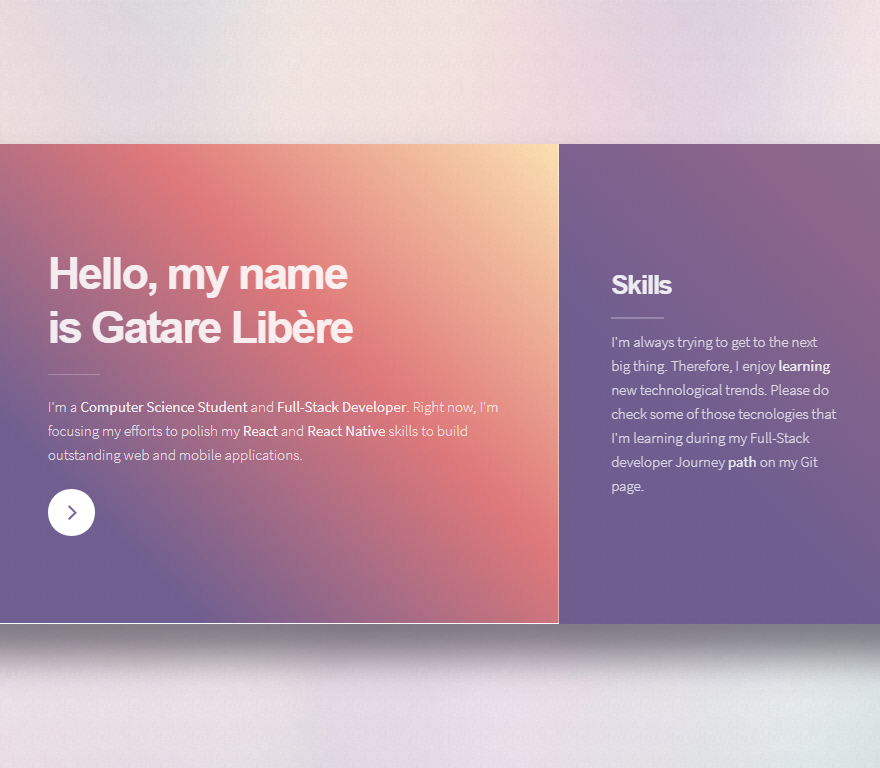 Hello, my name
is Gatare Libère
I'm a Computer Science Student and Full-Stack Developer. Right now, I'm
focusing my efforts to polish my React and React Native skills to build
outstanding web and mobile applications.
Skills
I'm always trying to get to the next
big thing. Therefore, I enjoy learning
new technological trends. Please do
check some of those tecnologies that
I'm learning during my Full-Stack
developer Journey path on my Git
page.